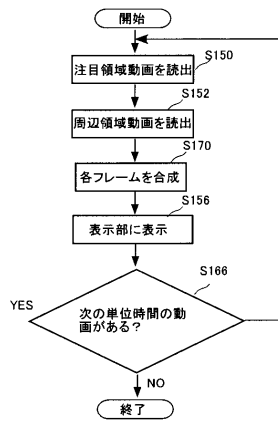 開始
S150
注目領域動画を読出
S152
周辺領域動画を読出
S170
各フレームを合成
S156
表示部に表示
S166
YES
次の単位時間の動
画がある?
NO
終了